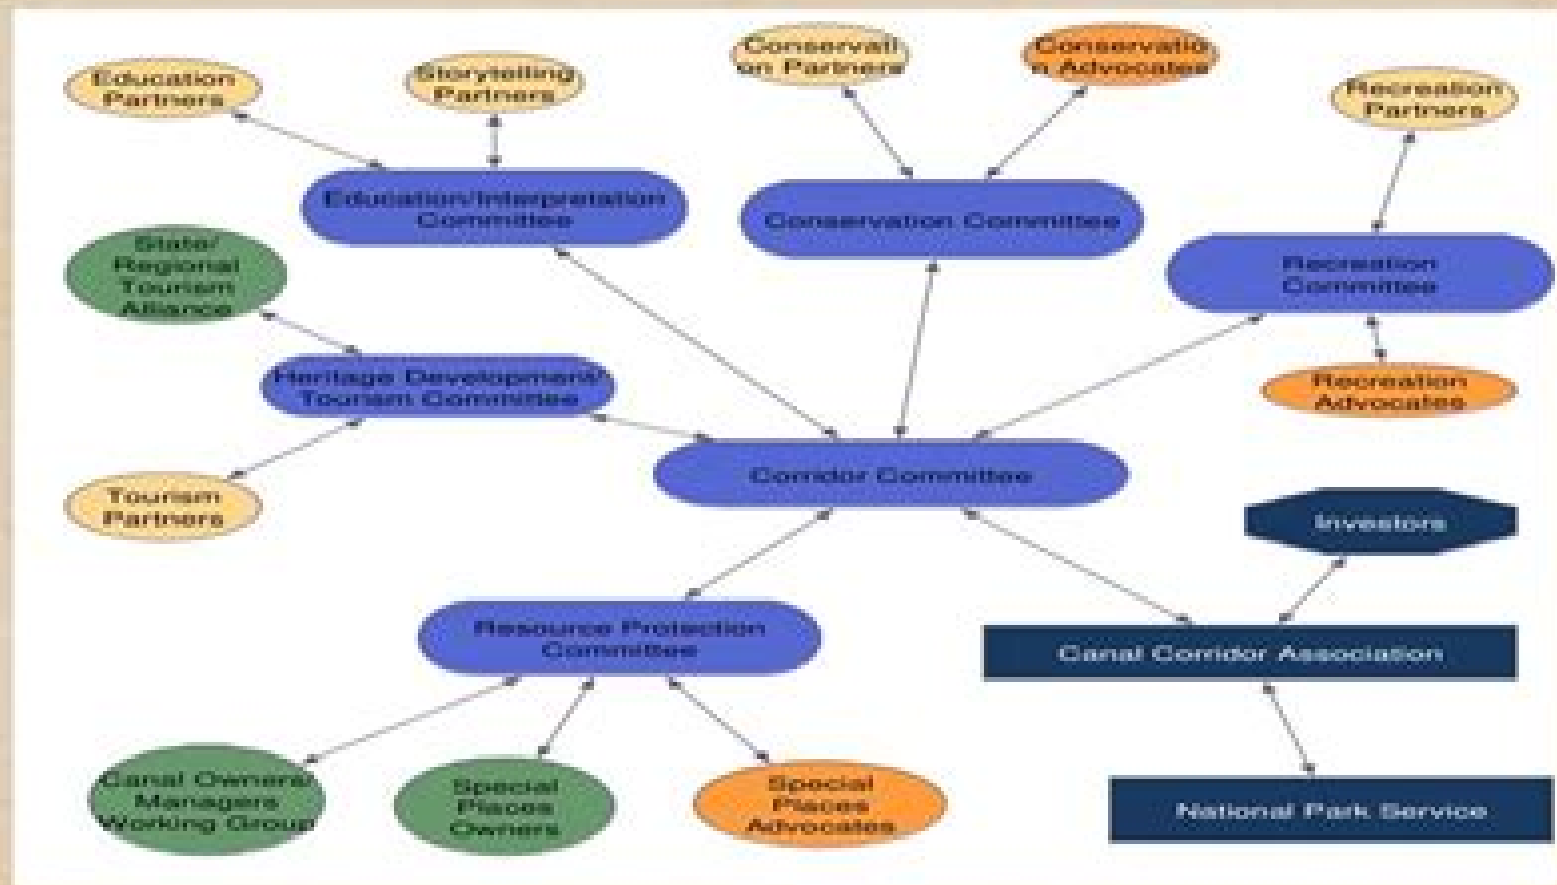 Education
Partners
Storytelling
Partners
Conservati
on Partners
Conservatio
n Advocates
Recreation
Partners
Education/Interpretation
Committee
Conservation Committee
State/
Regional
Tourism
Alliance
Recreation
Committee
Heritage Development/
Tourism Committee
Recreation
Advocates
Corridor Committee
Tourism
Partners
Investors
Resource Protection
Committee
Canal Corridor Association
Canal Owners/
Managers
Working Group
Special
Places
Owners
Special
Places
Advocates
National Park Service